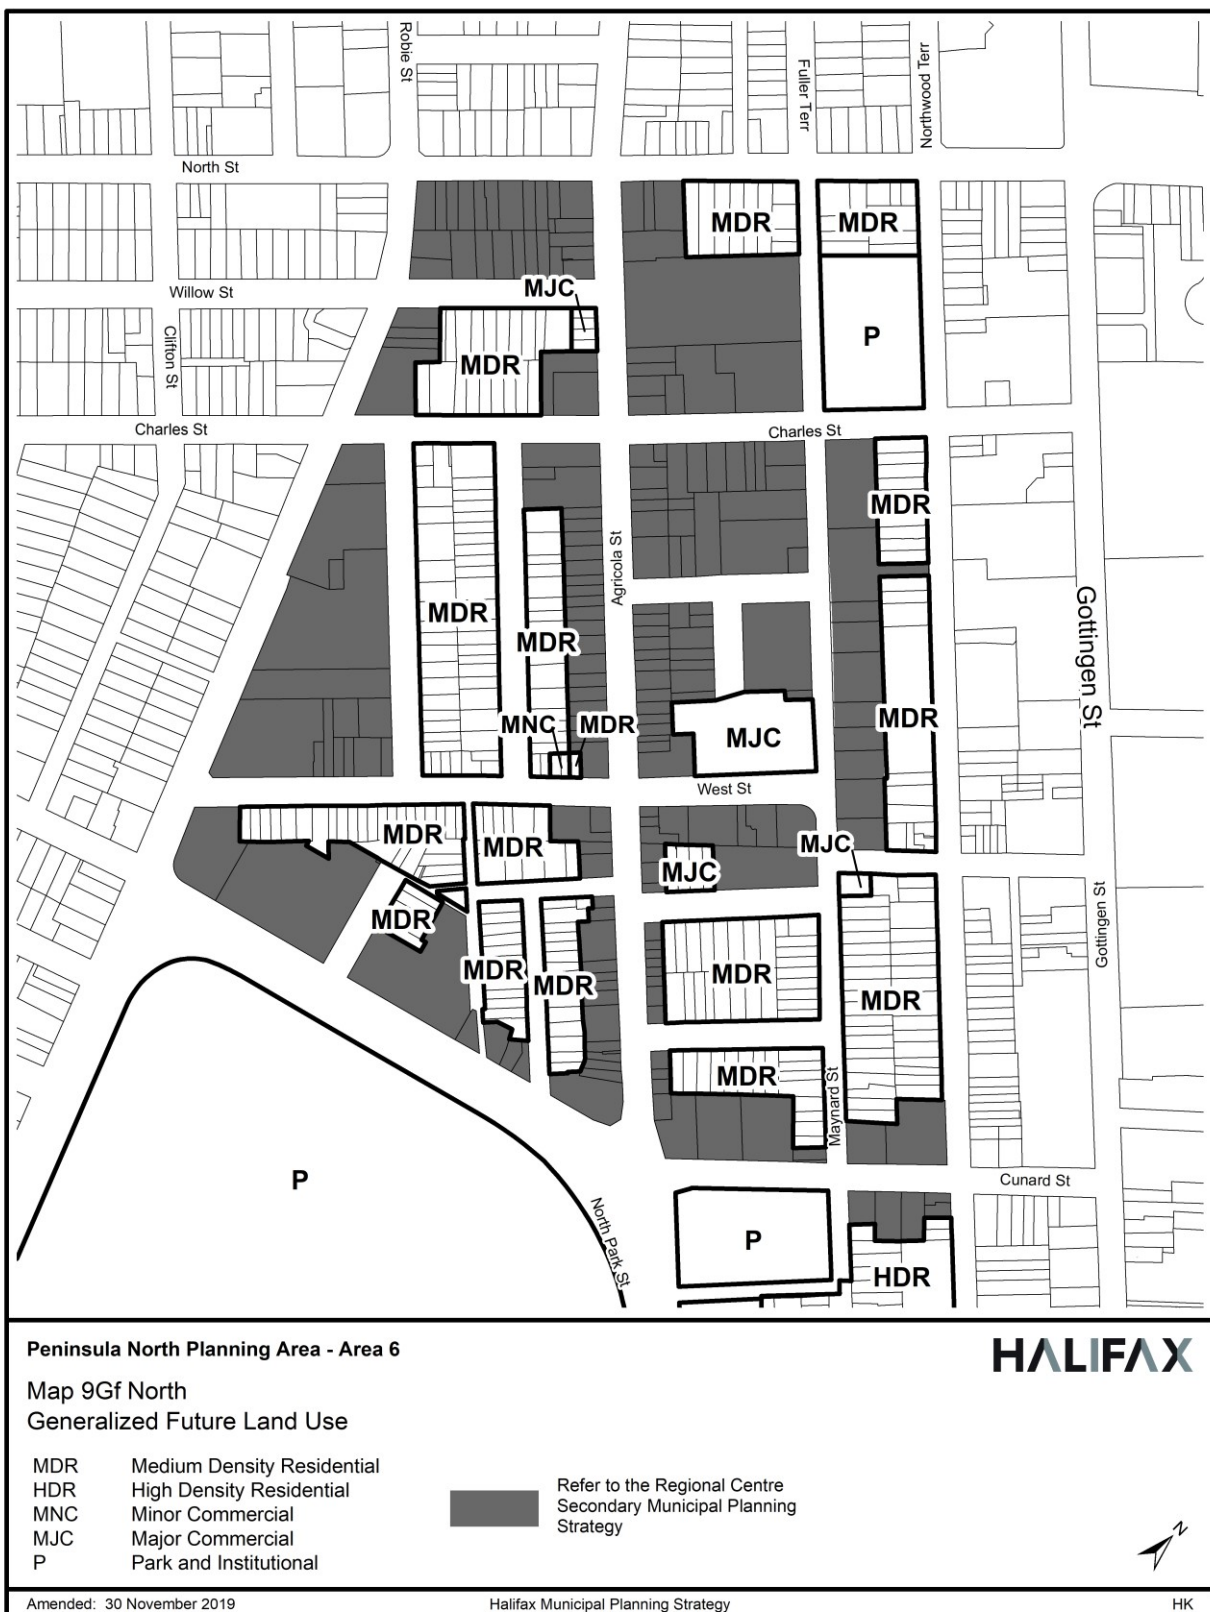 Robie St
Fuller Terr
Northwood Terr
North St
MDR
MDR
Willow St
MJC
P
MDR
Clifton St
Charles St
Charles St
MDR
Agricola St
MDR
MDR
Gottingen St
MNC
MDR
MJC
MDR
West St
MDR
MDR
MJC
MJC
MDR
Gottingen St
MDR
MDR
MDR
MDR
MDR
Maynard St
P
Cunard St
North Park St
P
HDR
Peninsula North Planning Area - Area 6
HALIFAX
Map 9Gf North
Generalized Future Land Use
MDR Medium Density Residential
HDR High Density Residential
MNC Minor Commercial
MJC Major Commercial
P Park and Institutional
Refer to the Regional Centre
Secondary Municipal Planning
Strategy
N
Amended: 30 November 2019 Halifax Municipal Planning Strategy HK